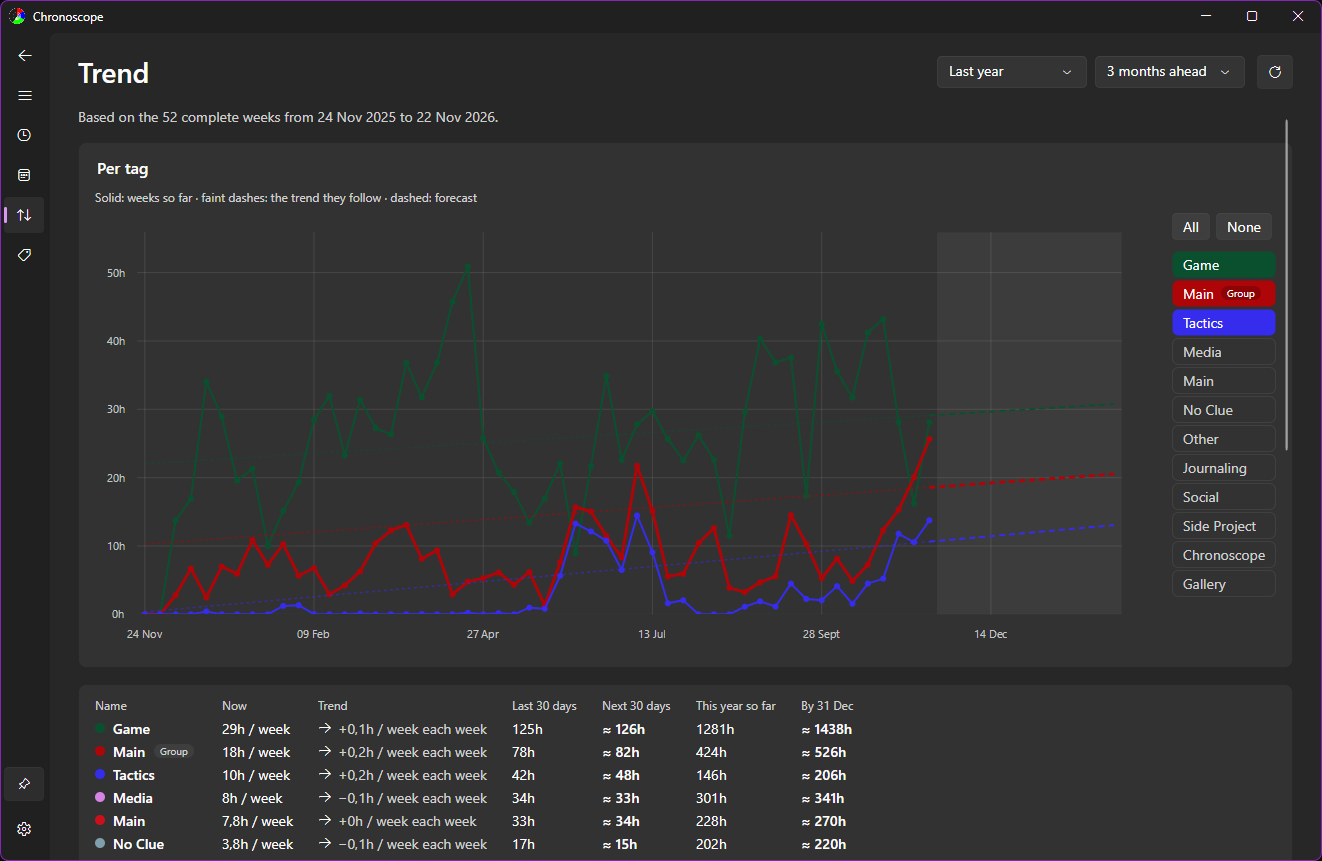 Chronoscope
Trend
Last year
3 months ahead
Based on the 52 complete weeks from 24 Nov 2025 to 22 Nov 2026.
Per tag
Solid: weeks so far · faint dashes: the trend they follow · dashed: forecast
All None
Game
Main Group
Tactics
Media
Main
No Clue
Other
Journaling
Social
Side Project
Chronoscope
Gallery
50h
40h
30h
20h
10h
0h
24 Nov 09 Feb 27 Apr 13 Jul 28 Sept 14 Dec
Name Now Trend Last 30 days Next 30 days This year so far By 31 Dec
Game 29h / week → +0,1h / week each week 125h ≈ 126h 1281h ≈ 1438h
Main Group 18h / week → +0,2h / week each week 78h ≈ 82h 424h ≈ 526h
Tactics 10h / week → +0,2h / week each week 42h ≈ 48h 146h ≈ 206h
Media 8h / week → −0,1h / week each week 34h ≈ 33h 301h ≈ 341h
Main 7,8h / week → +0h / week each week 33h ≈ 34h 228h ≈ 270h
No Clue 3,8h / week → −0,1h / week each week 17h ≈ 15h 202h ≈ 220h